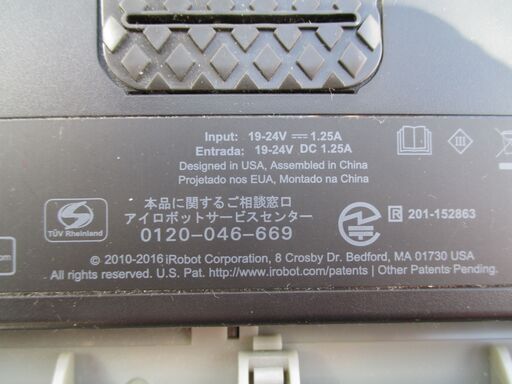 Input: 19-24V ⎓ 1.25A
Entrada: 19-24V DC 1.25A
Designed in USA, Assembled in China
Projetado nos EUA, Montado na China
III
TÜV Rheinland
本品に関するご相談窓口
アイロボットサービスセンター
0120-046-669
R 201-152863
© 2010-2016 iRobot Corporation, 8 Crosby Dr. Bedford, MA 01730 USA
All rights reserved. U.S. Pat. http://www.irobot.com/patents | Other Patents Pending.